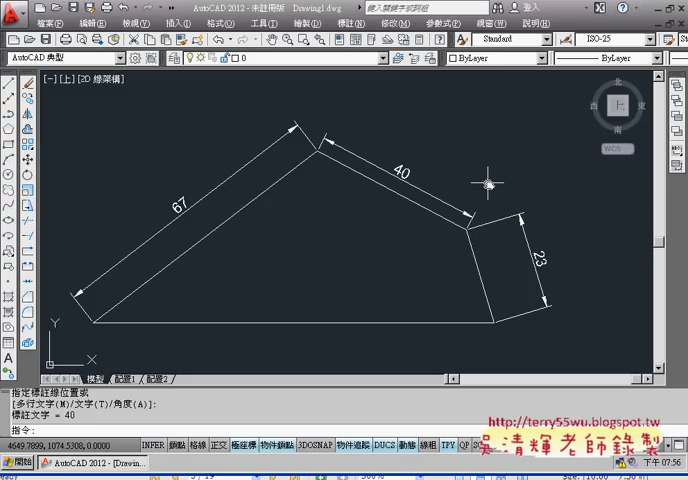 AutoCAD 2012 - 未註冊版 Drawing1.dwg
鍵入關鍵字或詞組
登入
檔案(F) 編輯(E) 檢視(V) 插入(I) 格式(O) 工具(T) 繪製(D) 標註(N) 修改(M) 參數式(P) 視窗(W) 說明(H)
Standard ISO-25
AutoCAD 典型 0 ByLayer ByLayer
[-] [上] [2D 線架構]
北
西 上 東
南
WCS
67
40
23
Y
X
模型 配置1 配置2
指定標註線位置或
[多行文字(M)/文字(T)/角度(A)]:
標註文字 = 40
指令:
http://terry55wu.blogspot.tw
4649.7899, 1074.5308, 0.0000 INFER 鎖點 格線 正交 極座標 物件鎖點 3DOSNAP 物件追蹤 DUCS 動態 線粗 TPY QP
吳清輝老師錄製
開始 AutoCAD 2012 - [Drawin... 下午 07:56